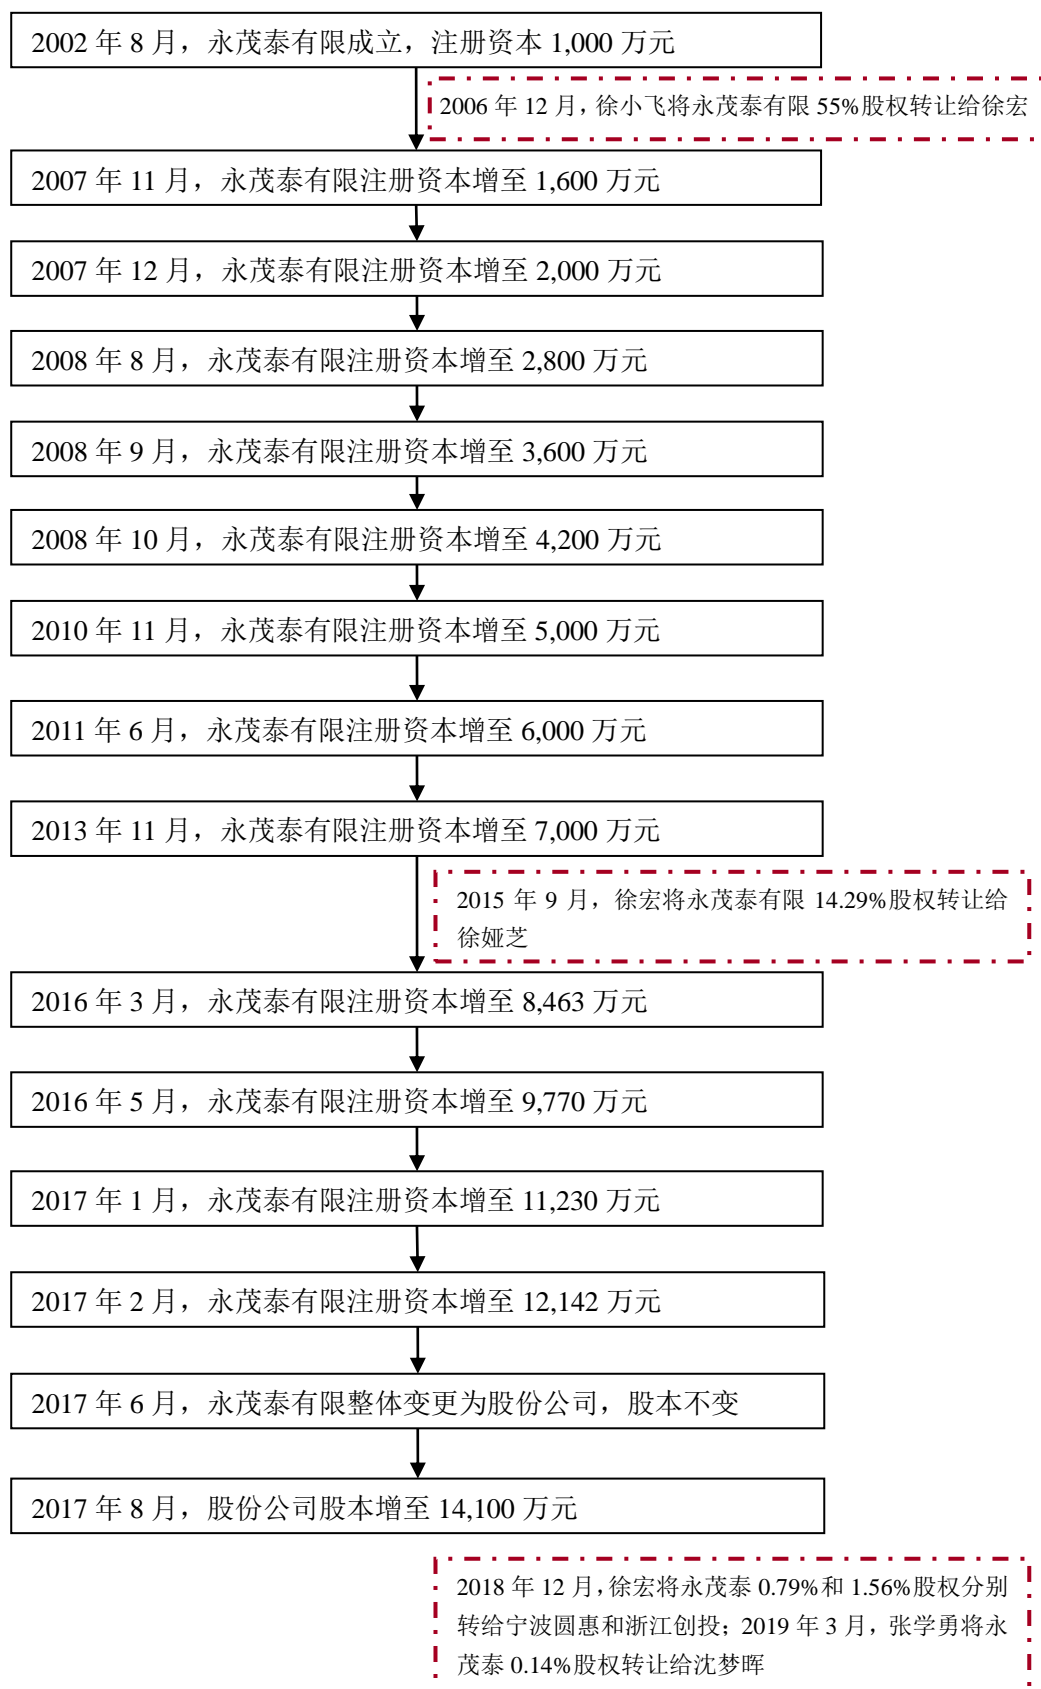 2002 年 8 月，永茂泰有限成立，注册资本 1,000 万元
2006 年 12 月，徐小飞将永茂泰有限 55%股权转让给徐宏
2007 年 11 月，永茂泰有限注册资本增至 1,600 万元
2007 年 12 月，永茂泰有限注册资本增至 2,000 万元
2008 年 8 月，永茂泰有限注册资本增至 2,800 万元
2008 年 9 月，永茂泰有限注册资本增至 3,600 万元
2008 年 10 月，永茂泰有限注册资本增至 4,200 万元
2010 年 11 月，永茂泰有限注册资本增至 5,000 万元
2011 年 6 月，永茂泰有限注册资本增至 6,000 万元
2013 年 11 月，永茂泰有限注册资本增至 7,000 万元
2015 年 9 月，徐宏将永茂泰有限 14.29%股权转让给
徐娅芝
2016 年 3 月，永茂泰有限注册资本增至 8,463 万元
2016 年 5 月，永茂泰有限注册资本增至 9,770 万元
2017 年 1 月，永茂泰有限注册资本增至 11,230 万元
2017 年 2 月，永茂泰有限注册资本增至 12,142 万元
2017 年 6 月，永茂泰有限整体变更为股份公司，股本不变
2017 年 8 月，股份公司股本增至 14,100 万元
2018 年 12 月，徐宏将永茂泰 0.79%和 1.56%股权分别
转给宁波圆惠和浙江创投；2019 年 3 月，张学勇将永
茂泰 0.14%股权转让给沈梦晖